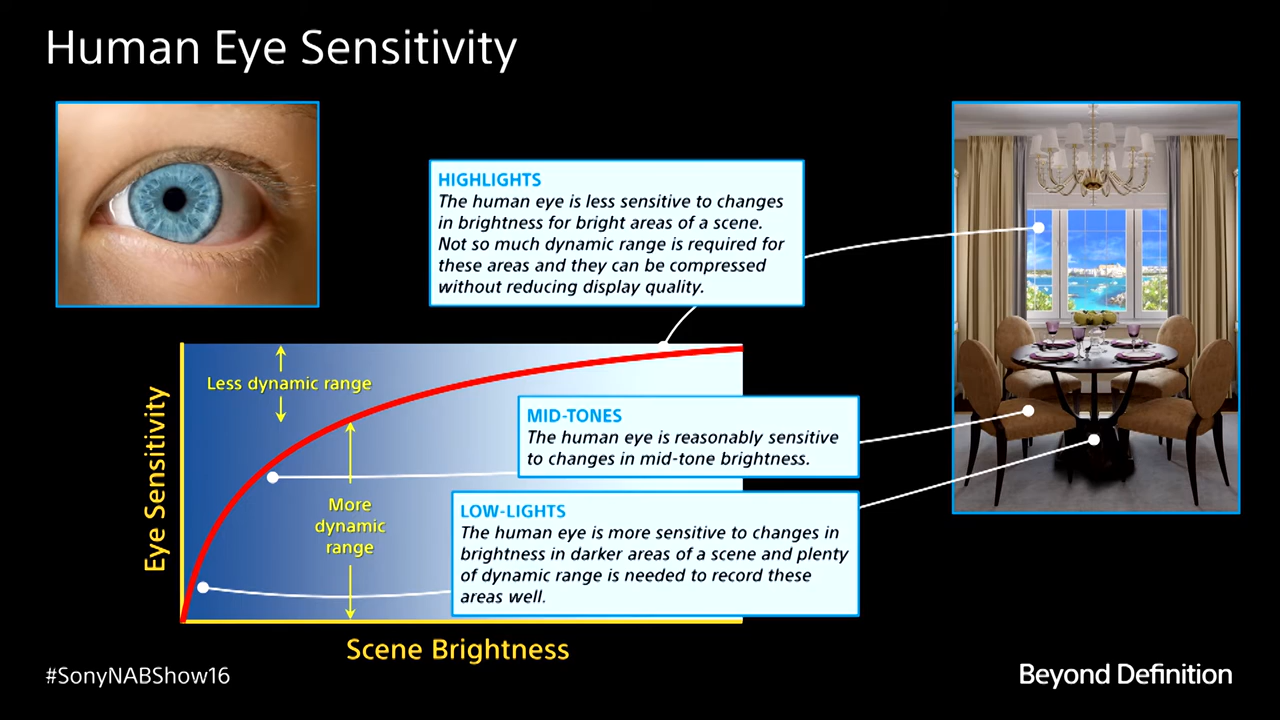 Human Eye Sensitivity
HIGHLIGHTS
The human eye is less sensitive to changes
in brightness for bright areas of a scene.
Not so much dynamic range is required for
these areas and they can be compressed
without reducing display quality.
Less dynamic range
MID-TONES
The human eye is reasonably sensitive
to changes in mid-tone brightness.
More
dynamic
range
LOW-LIGHTS
The human eye is more sensitive to changes in
brightness in darker areas of a scene and plenty
of dynamic range is needed to record these
areas well.
Eye Sensitivity
Scene Brightness
#SonyNABShow16
Beyond Definition